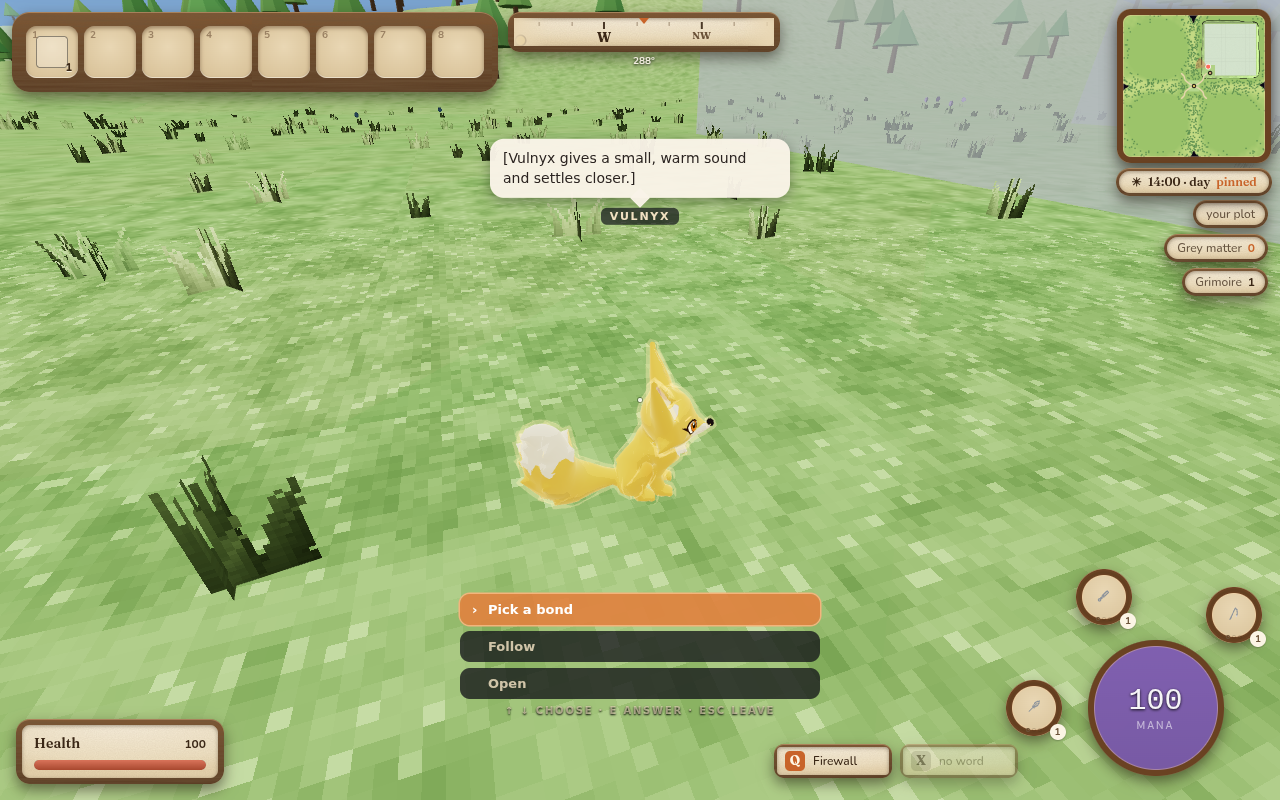 1
1
2
3
4
5
6
7
8
W
NW
288°
14:00 · day pinned
your plot
Grey matter 0
Grimoire 1
[Vulnyx gives a small, warm sound
and settles closer.]
VULNYX
› Pick a bond
Follow
Open
↑ ↓ CHOOSE · E ANSWER · ESC LEAVE
Health 100
1
1
1
100
MANA
Q Firewall
X no word